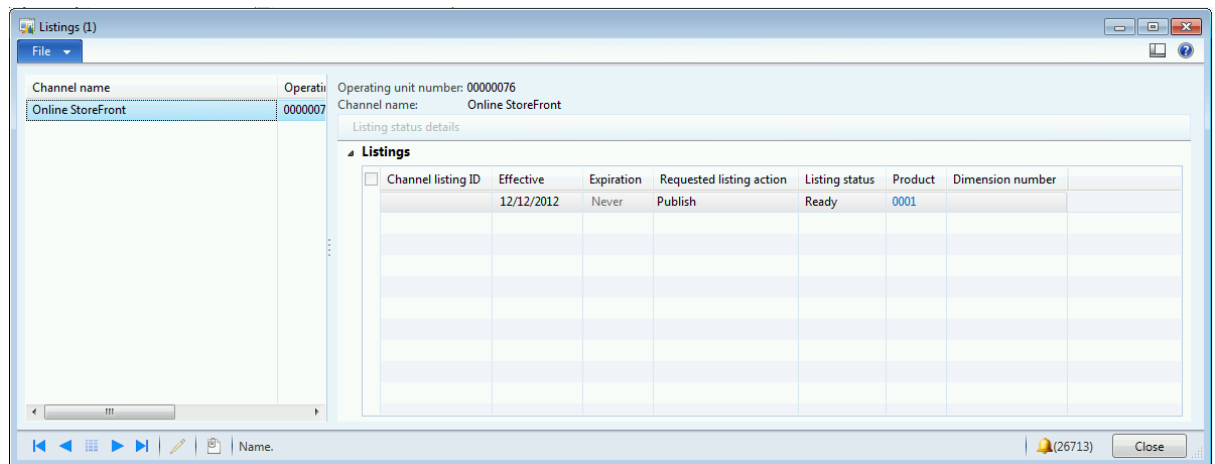 Listings (1)
File
Channel name Operatin
Online StoreFront 0000007
Operating unit number: 00000076
Channel name: Online StoreFront
Listing status details
Listings
Channel listing ID Effective Expiration Requested listing action Listing status Product Dimension number
12/12/2012 Never Publish Ready 0001
Name. (26713) Close